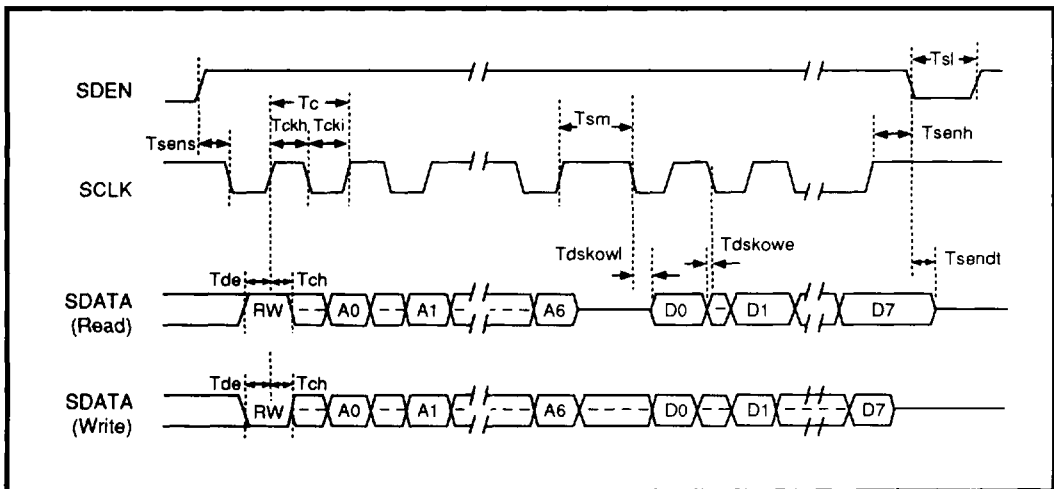 SDEN
Tsl
Tc
Tckh Tcki
Tsens
Tsm
Tsenh
SCLK
Tdskowl
Tdskowe
Tsendt
Tde
Tch
SDATA
(Read)
RW
A0
A1
A6
D0
D1
D7
Tde
Tch
SDATA
(Write)
RW
A0
A1
A6
D0
D1
D7